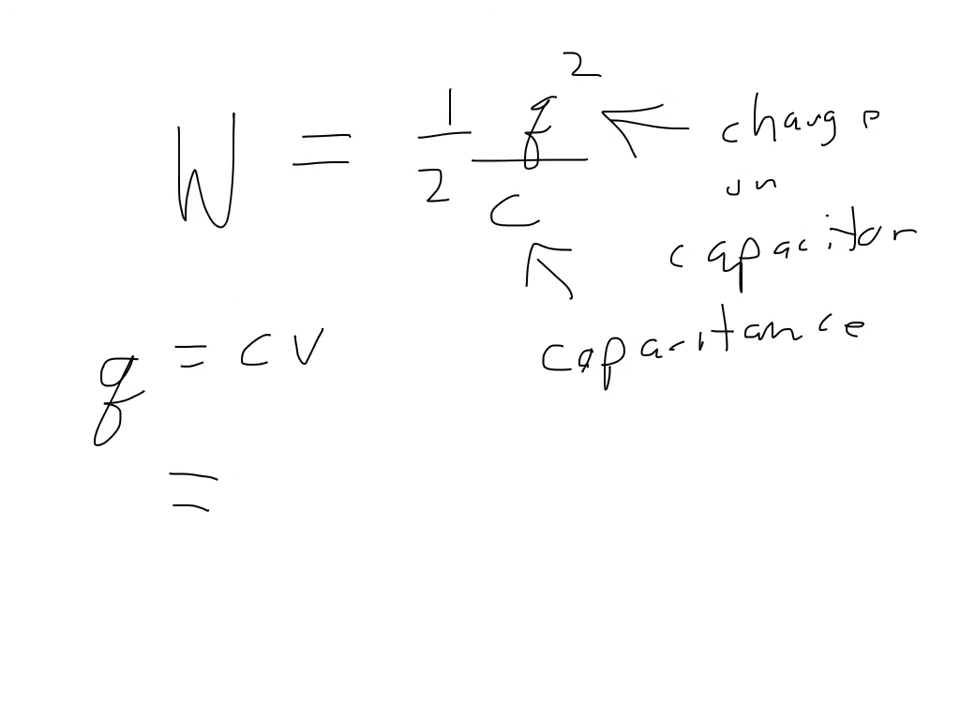 W = 1/2 q²/C ← charge
on
capacitor
↖
capacitance
q = CV
=